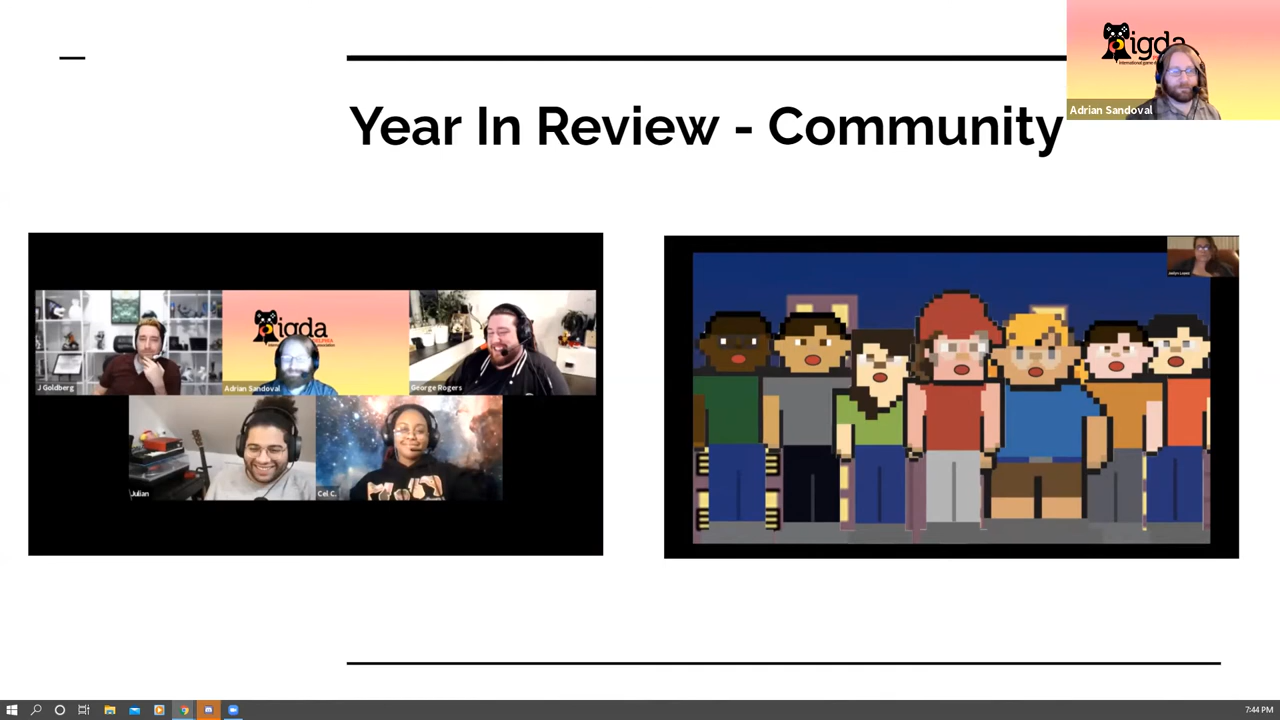 igda
Adrian Sandoval
Year In Review - Community
igda
J Goldberg
Adrian Sandoval
George Rogers
Julian
Cel C.
7:44 PM